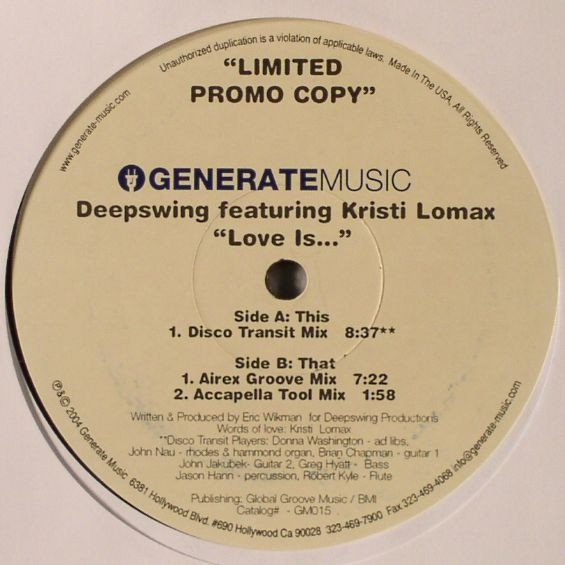 Unauthorized duplication is a violation of applicable laws. Made In The USA, All Rights Reserved
www.generate-music.com
"LIMITED
PROMO COPY"
GENERATEMUSIC
Deepswing featuring Kristi Lomax
"Love Is..."
Side A: This
1. Disco Transit Mix 8:37**
Side B: That
1. Airex Groove Mix 7:22
2. Accapella Tool Mix 1:58
Written & Produced by Eric Wikman for Deepswing Productions
Words of love: Kristi Lomax
**Disco Transit Players: Donna Washington - ad libs,
John Nau - rhodes & hammond organ, Brian Chapman - guitar 1
John Jakubek- Guitar 2, Greg Hyatt - Bass
Jason Hann - percussion, Robert Kyle - Flute
Publishing: Global Groove Music / BMI
Catalog# - GM015
℗&© 2004 Generate Music 6381 Hollywood Blvd. #690 Hollywood Ca 90028 323-469-7900 Fax 323-469-4068 info@generate-music.com